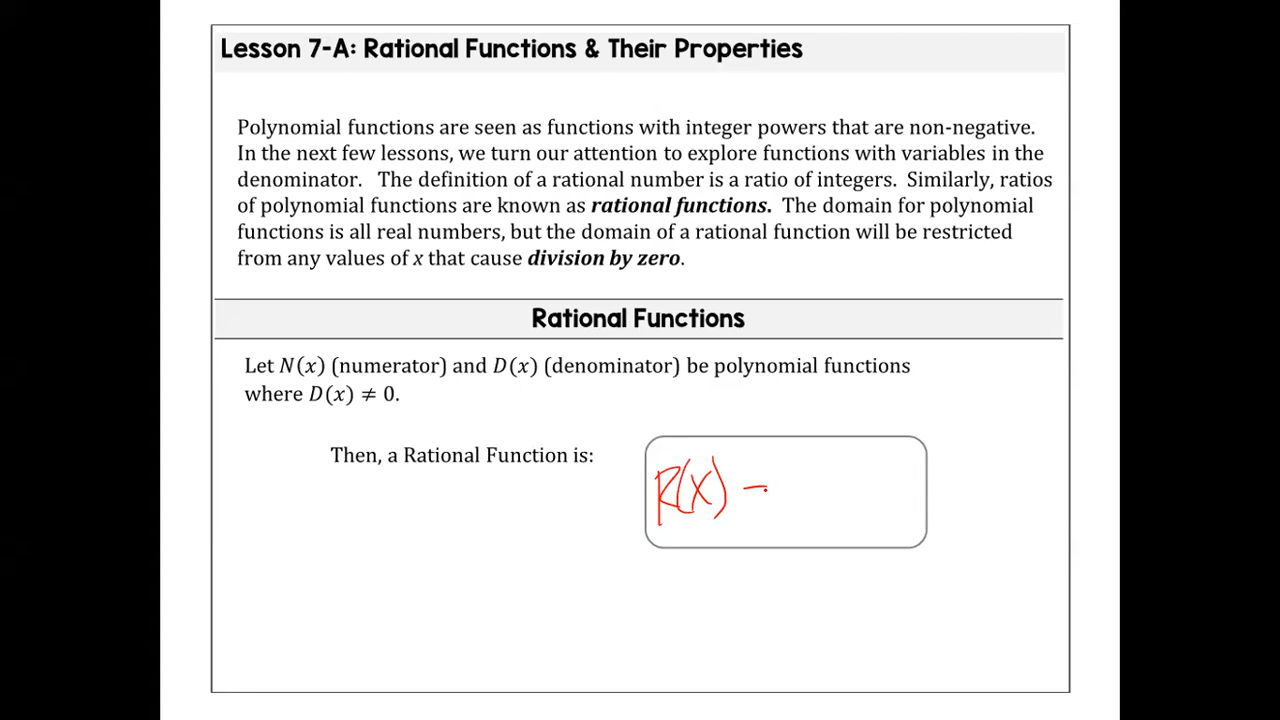 Lesson 7-A: Rational Functions & Their Properties
Polynomial functions are seen as functions with integer powers that are non-negative.
In the next few lessons, we turn our attention to explore functions with variables in the
denominator. The definition of a rational number is a ratio of integers. Similarly, ratios
of polynomial functions are known as rational functions. The domain for polynomial
functions is all real numbers, but the domain of a rational function will be restricted
from any values of x that cause division by zero.
Rational Functions
Let N(x) (numerator) and D(x) (denominator) be polynomial functions
where D(x) ≠ 0.
Then, a Rational Function is:
R(x) -